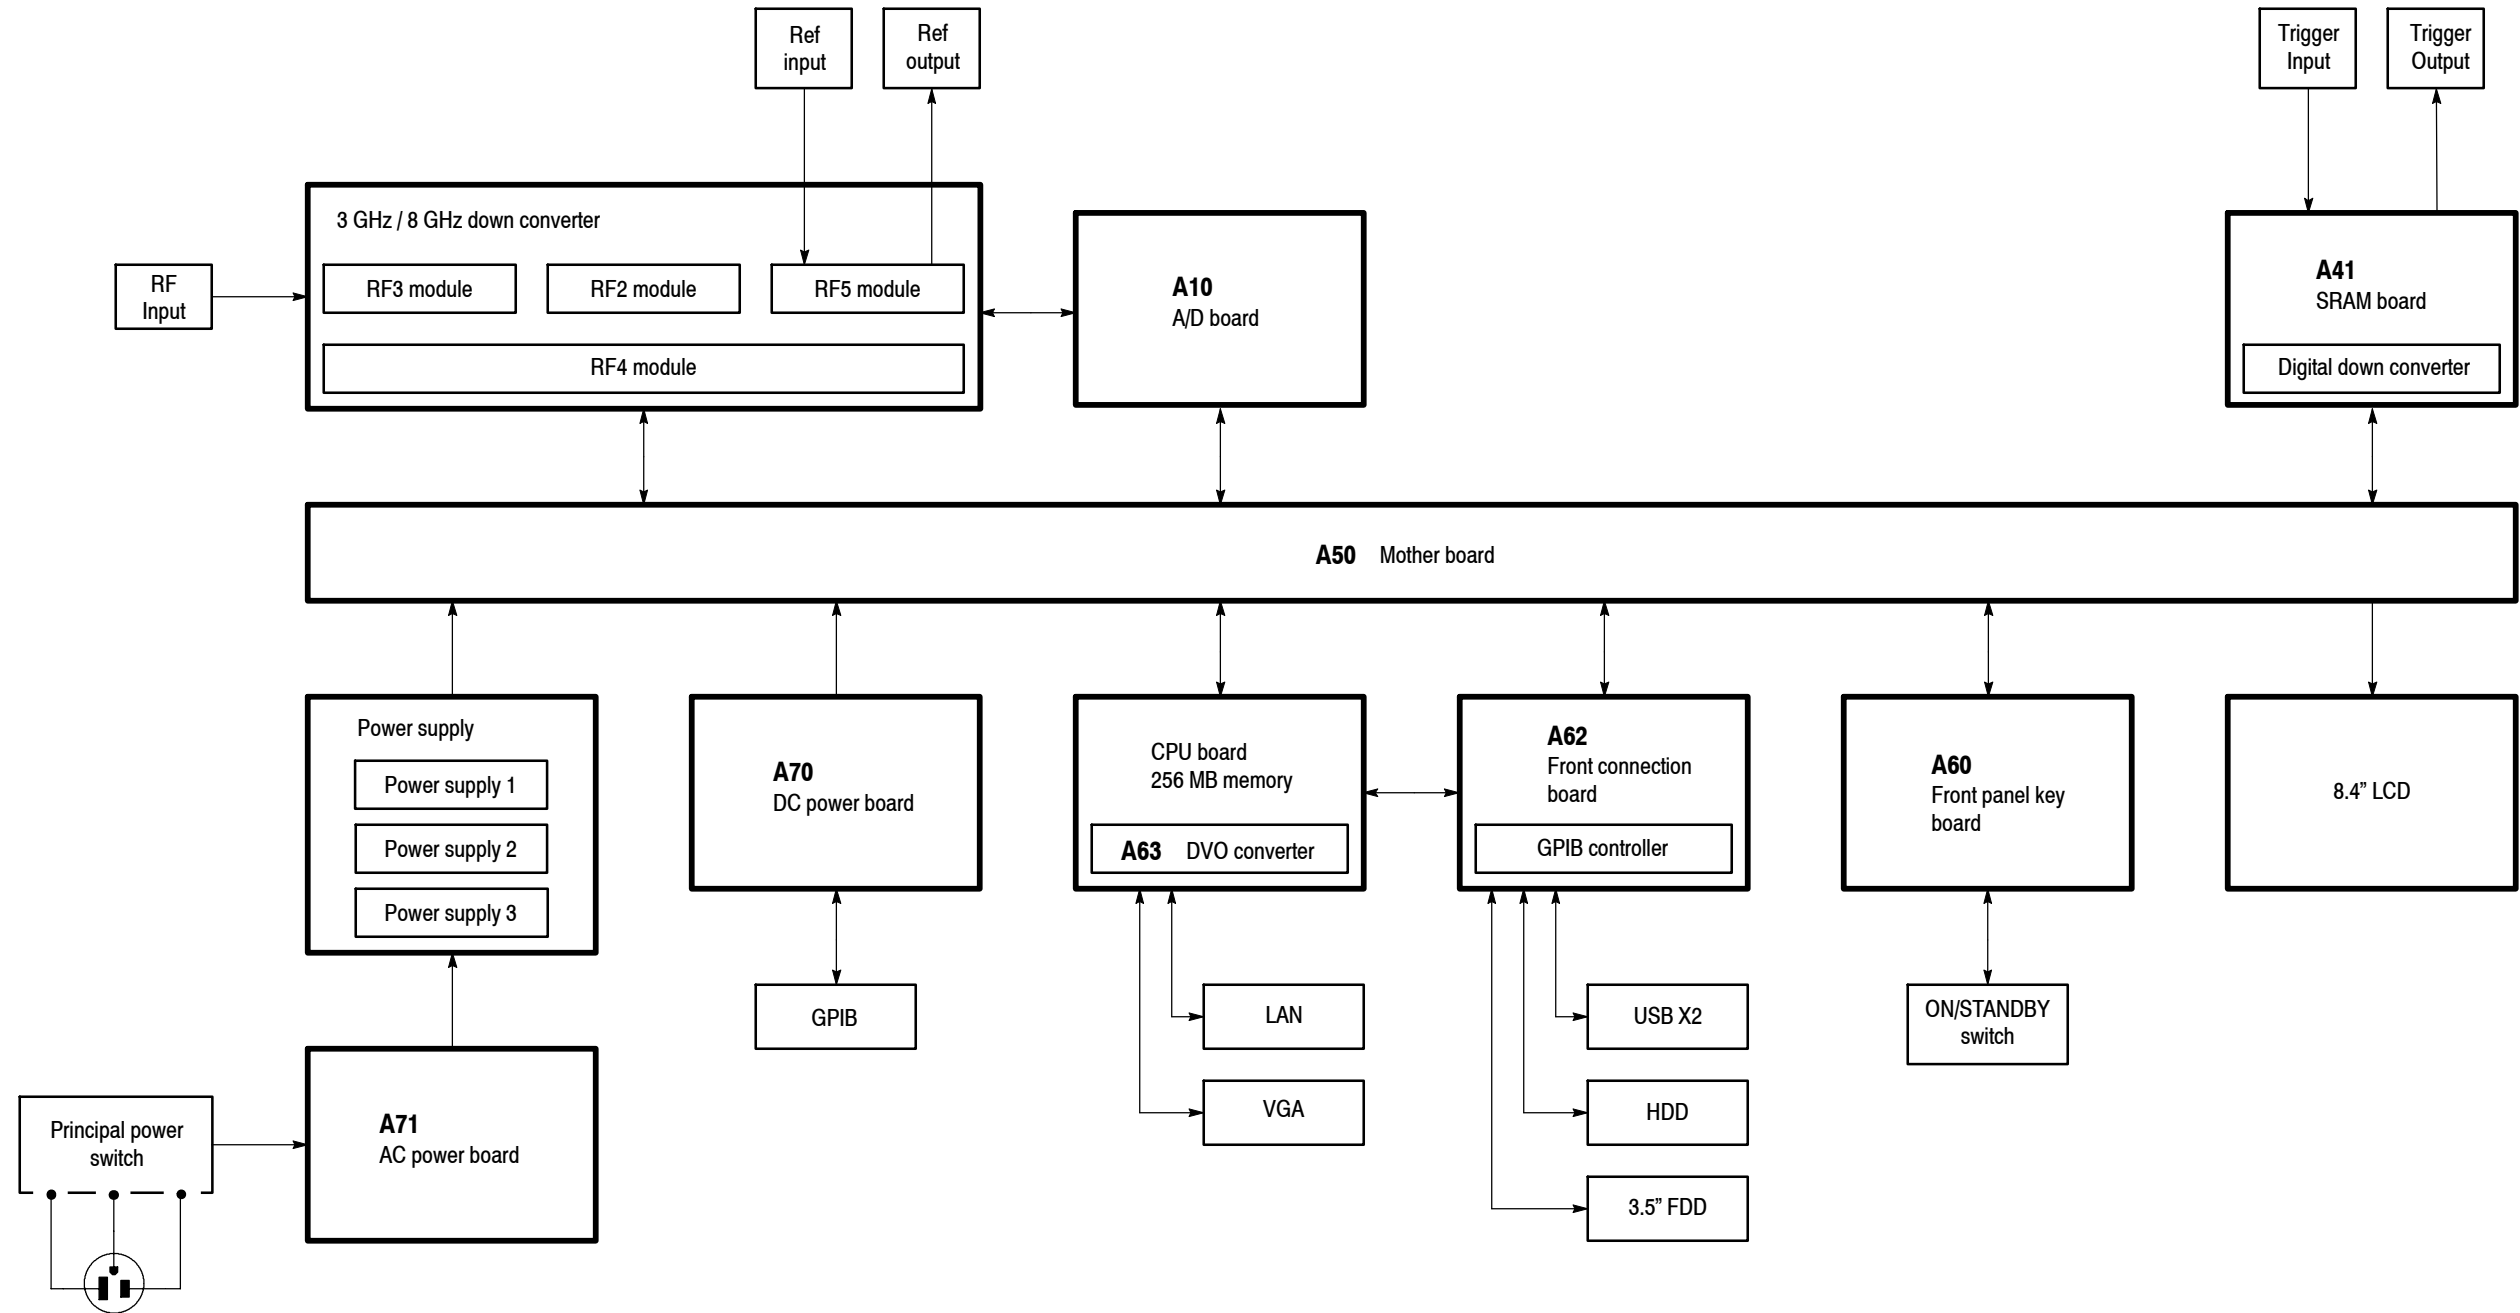 Ref
input
Ref
output
Trigger
Input
Trigger
Output
3 GHz / 8 GHz down converter
RF
Input
RF3 module
RF2 module
RF5 module
RF4 module
A10
A/D board
A41
SRAM board
Digital down converter
A50 Mother board
Power supply
Power supply 1
Power supply 2
Power supply 3
A70
DC power board
CPU board
256 MB memory
A63 DVO converter
A62
Front connection
board
GPIB controller
A60
Front panel key
board
8.4” LCD
GPIB
LAN
VGA
USB X2
HDD
3.5” FDD
ON/STANDBY
switch
Principal power
switch
A71
AC power board